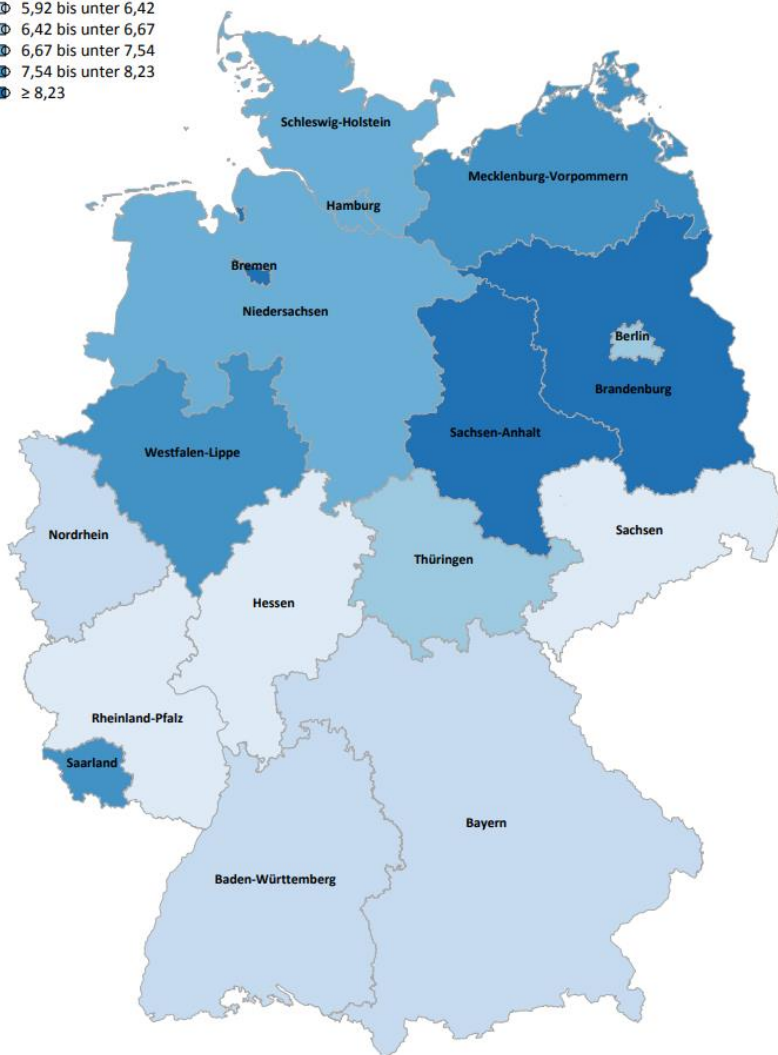 5,92 bis unter 6,42
6,42 bis unter 6,67
6,67 bis unter 7,54
7,54 bis unter 8,23
≥ 8,23
Schleswig-Holstein
Mecklenburg-Vorpommern
Hamburg
Bremen
Niedersachsen
Berlin
Brandenburg
Sachsen-Anhalt
Westfalen-Lippe
Nordrhein
Sachsen
Thüringen
Hessen
Rheinland-Pfalz
Saarland
Bayern
Baden-Württemberg